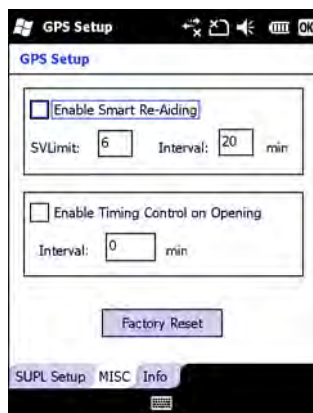 GPS Setup OK
GPS Setup
Enable Smart Re-Aiding
SVLimit: 6 Interval: 20 min
Enable Timing Control on Opening
Interval: 0 min
Factory Reset
SUPL Setup MISC Info